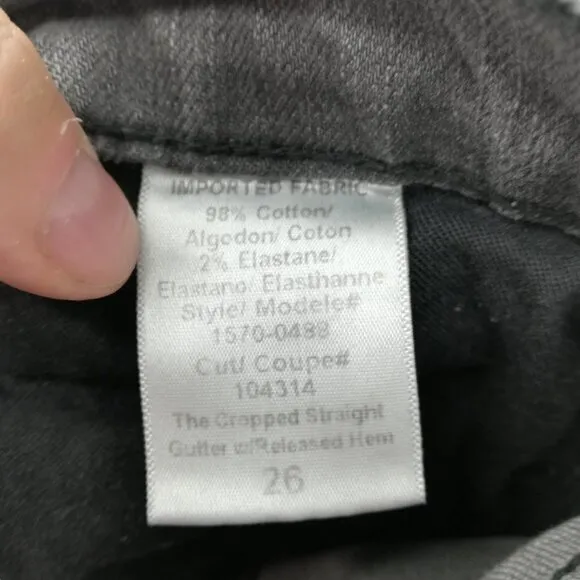 IMPORTED FABRIC
98% Cotton/
Algodon/ Coton
2% Elastane/
Elastano/ Elasthanne
Style/ Modele#
1570-0488
Cut/ Coupe#
104314
The Cropped Straight
Gutter w/Released Hem
26